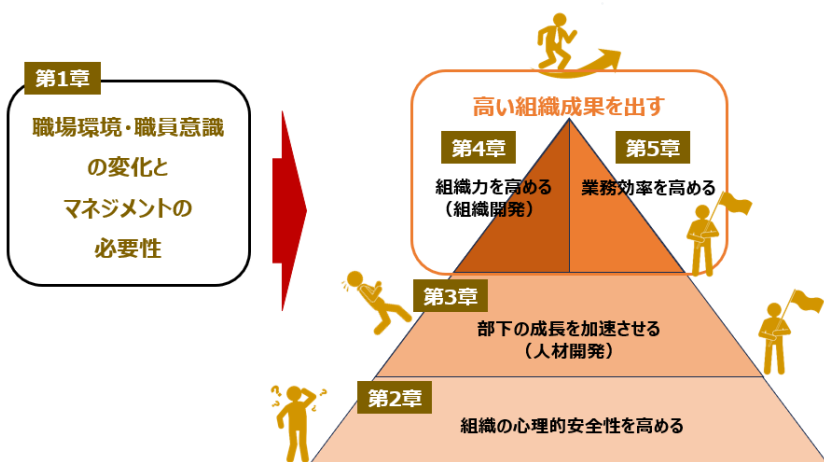 第1章
職場環境・職員意識
の変化と
マネジメントの
必要性
高い組織成果を出す
第4章
組織力を高める
（組織開発）
第5章
業務効率を高める
第3章
部下の成長を加速させる
（人材開発）
第2章
組織の心理的安全性を高める